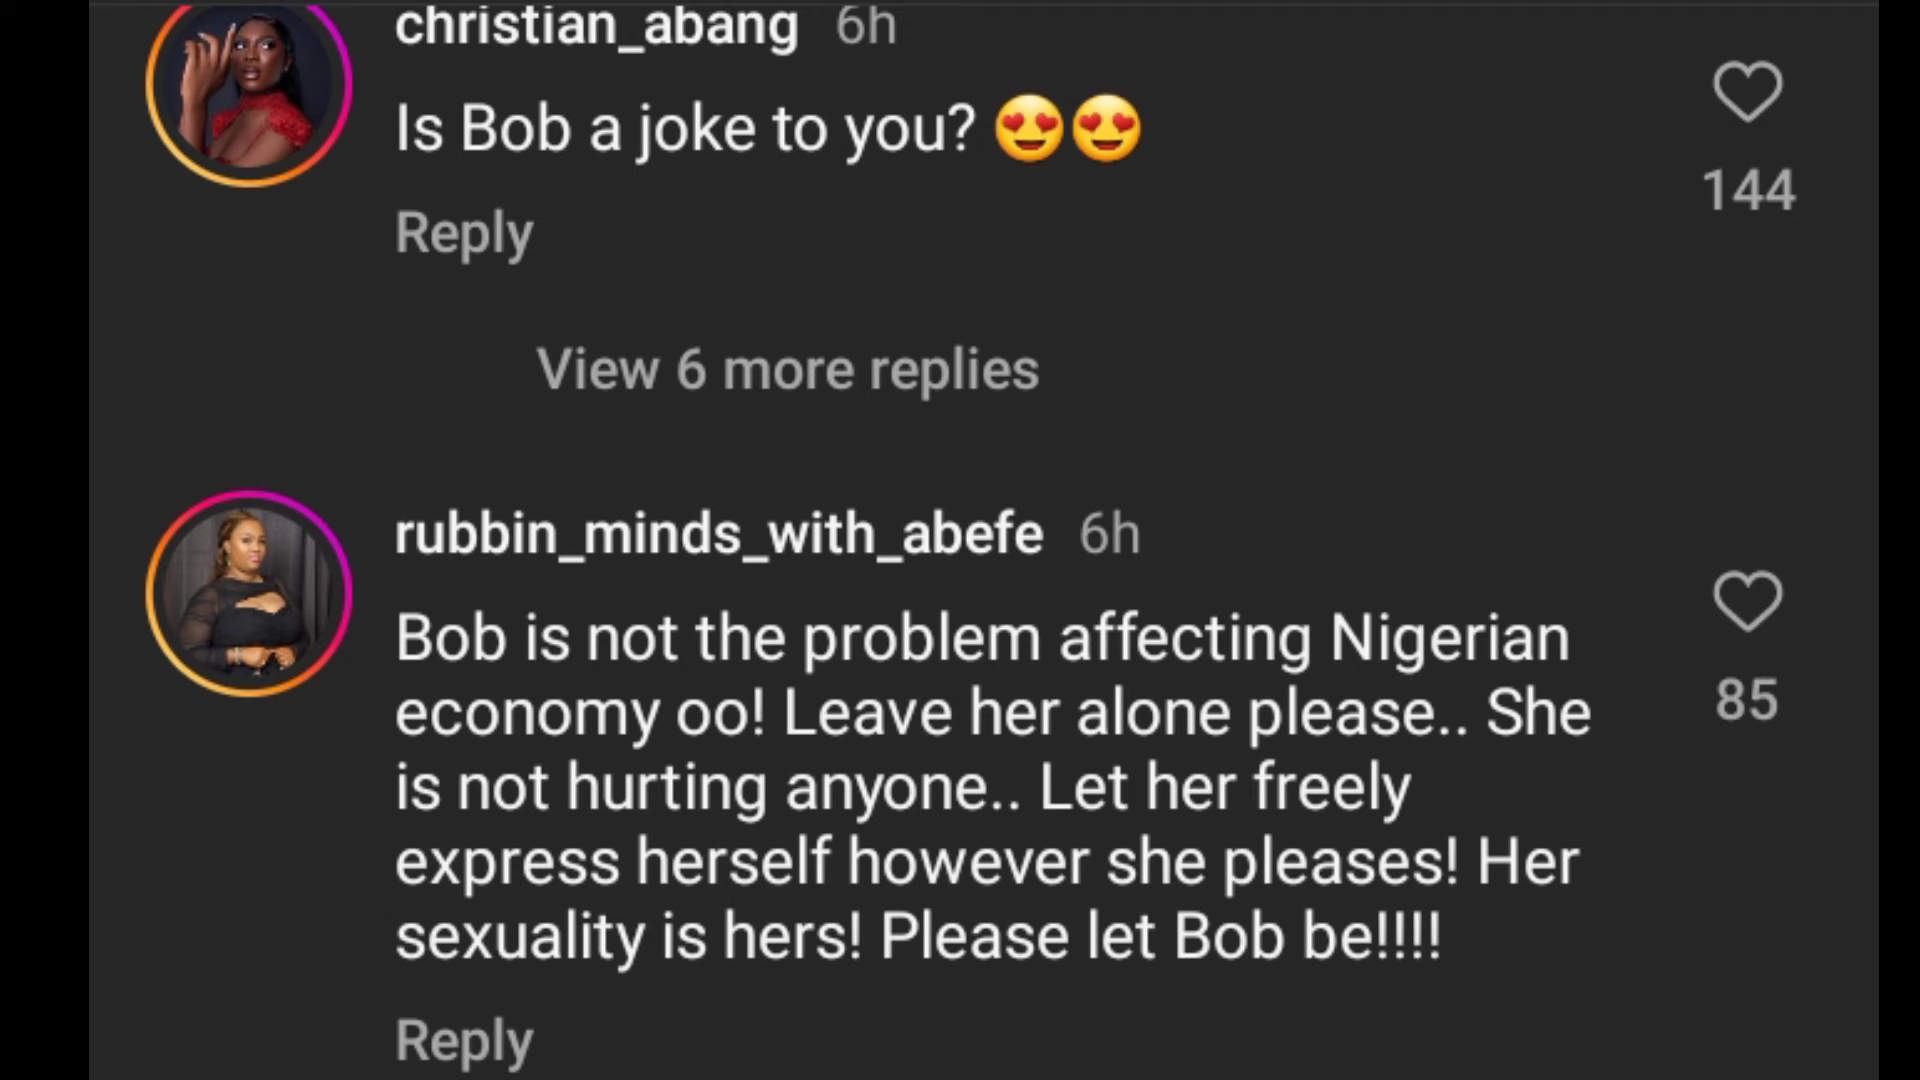 christian_abang 6h
Is Bob a joke to you? 😍😍
144
Reply
View 6 more replies
rubbin_minds_with_abefe 6h
Bob is not the problem affecting Nigerian
economy oo! Leave her alone please.. She
is not hurting anyone.. Let her freely
express herself however she pleases! Her
sexuality is hers! Please let Bob be!!!!
85
Reply